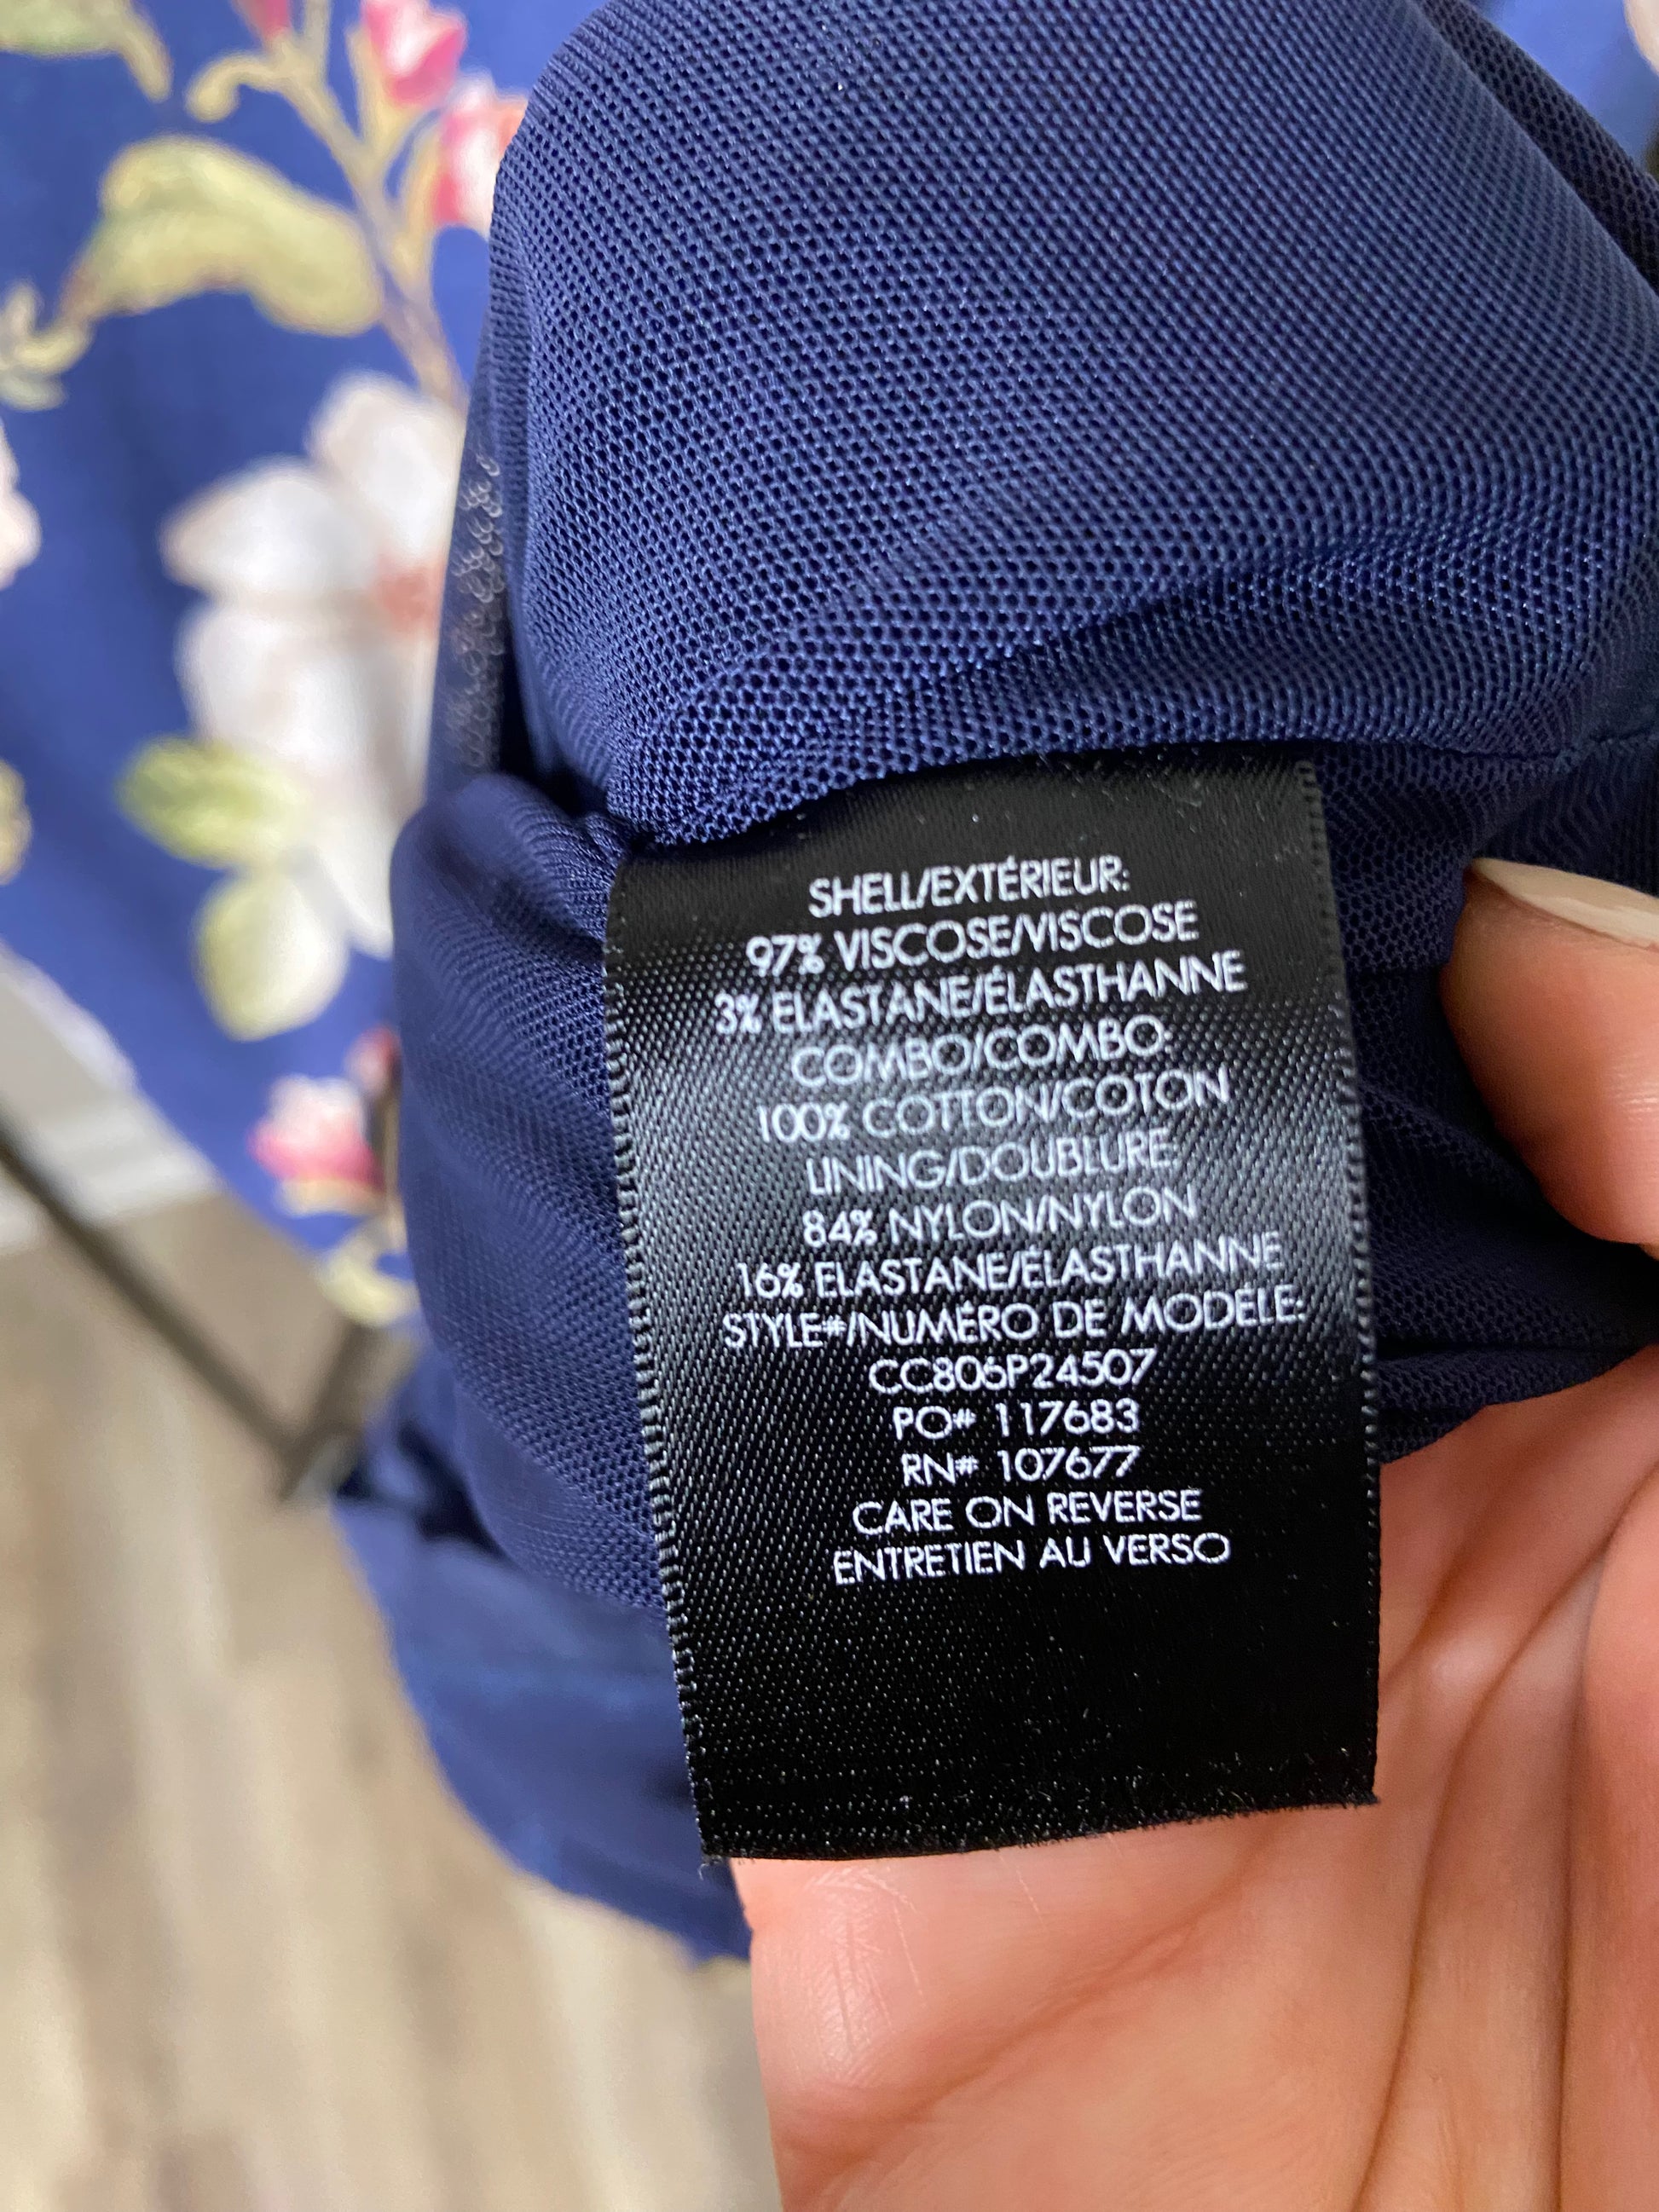 SHELL/EXTÉRIEUR:
97% VISCOSE/VISCOSE
3% ELASTANE/ÉLASTHANNE
COMBO/COMBO:
100% COTTON/COTON
LINING/DOUBLURE:
84% NYLON/NYLON
16% ELASTANE/ÉLASTHANNE
STYLE#/NUMÉRO DE MODÈLE:
CC806P24507
PO# 117683
RN# 107677
CARE ON REVERSE
ENTRETIEN AU VERSO